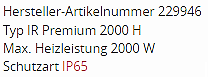 Hersteller-Artikelnummer 229946
Typ IR Premium 2000 H
Max. Heizleistung 2000 W
Schutzart IP65